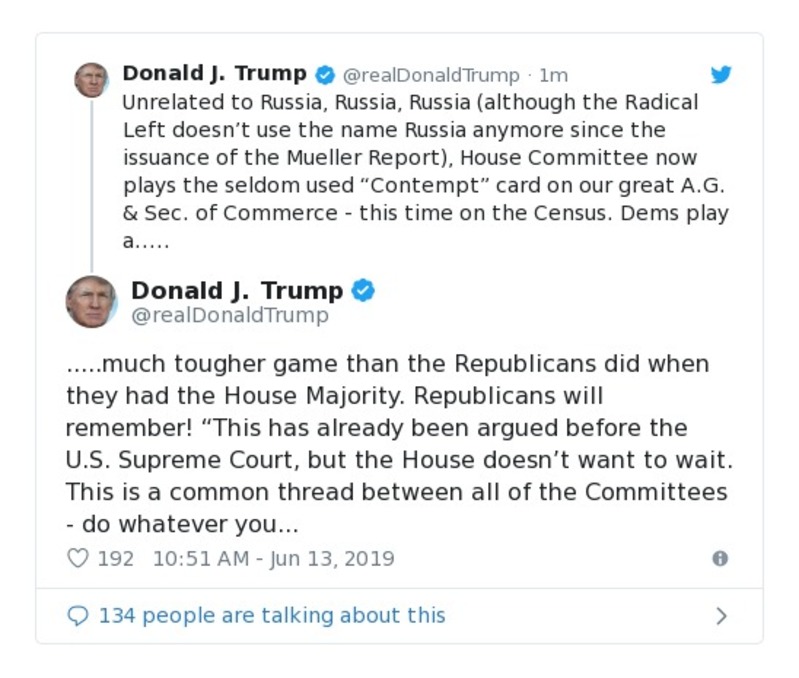 Donald J. Trump @realDonaldTrump · 1m
Unrelated to Russia, Russia, Russia (although the Radical
Left doesn’t use the name Russia anymore since the
issuance of the Mueller Report), House Committee now
plays the seldom used “Contempt” card on our great A.G.
& Sec. of Commerce - this time on the Census. Dems play
a.....
Donald J. Trump
@realDonaldTrump
.....much tougher game than the Republicans did when
they had the House Majority. Republicans will
remember! “This has already been argued before the
U.S. Supreme Court, but the House doesn’t want to wait.
This is a common thread between all of the Committees
- do whatever you...
192 10:51 AM - Jun 13, 2019
134 people are talking about this